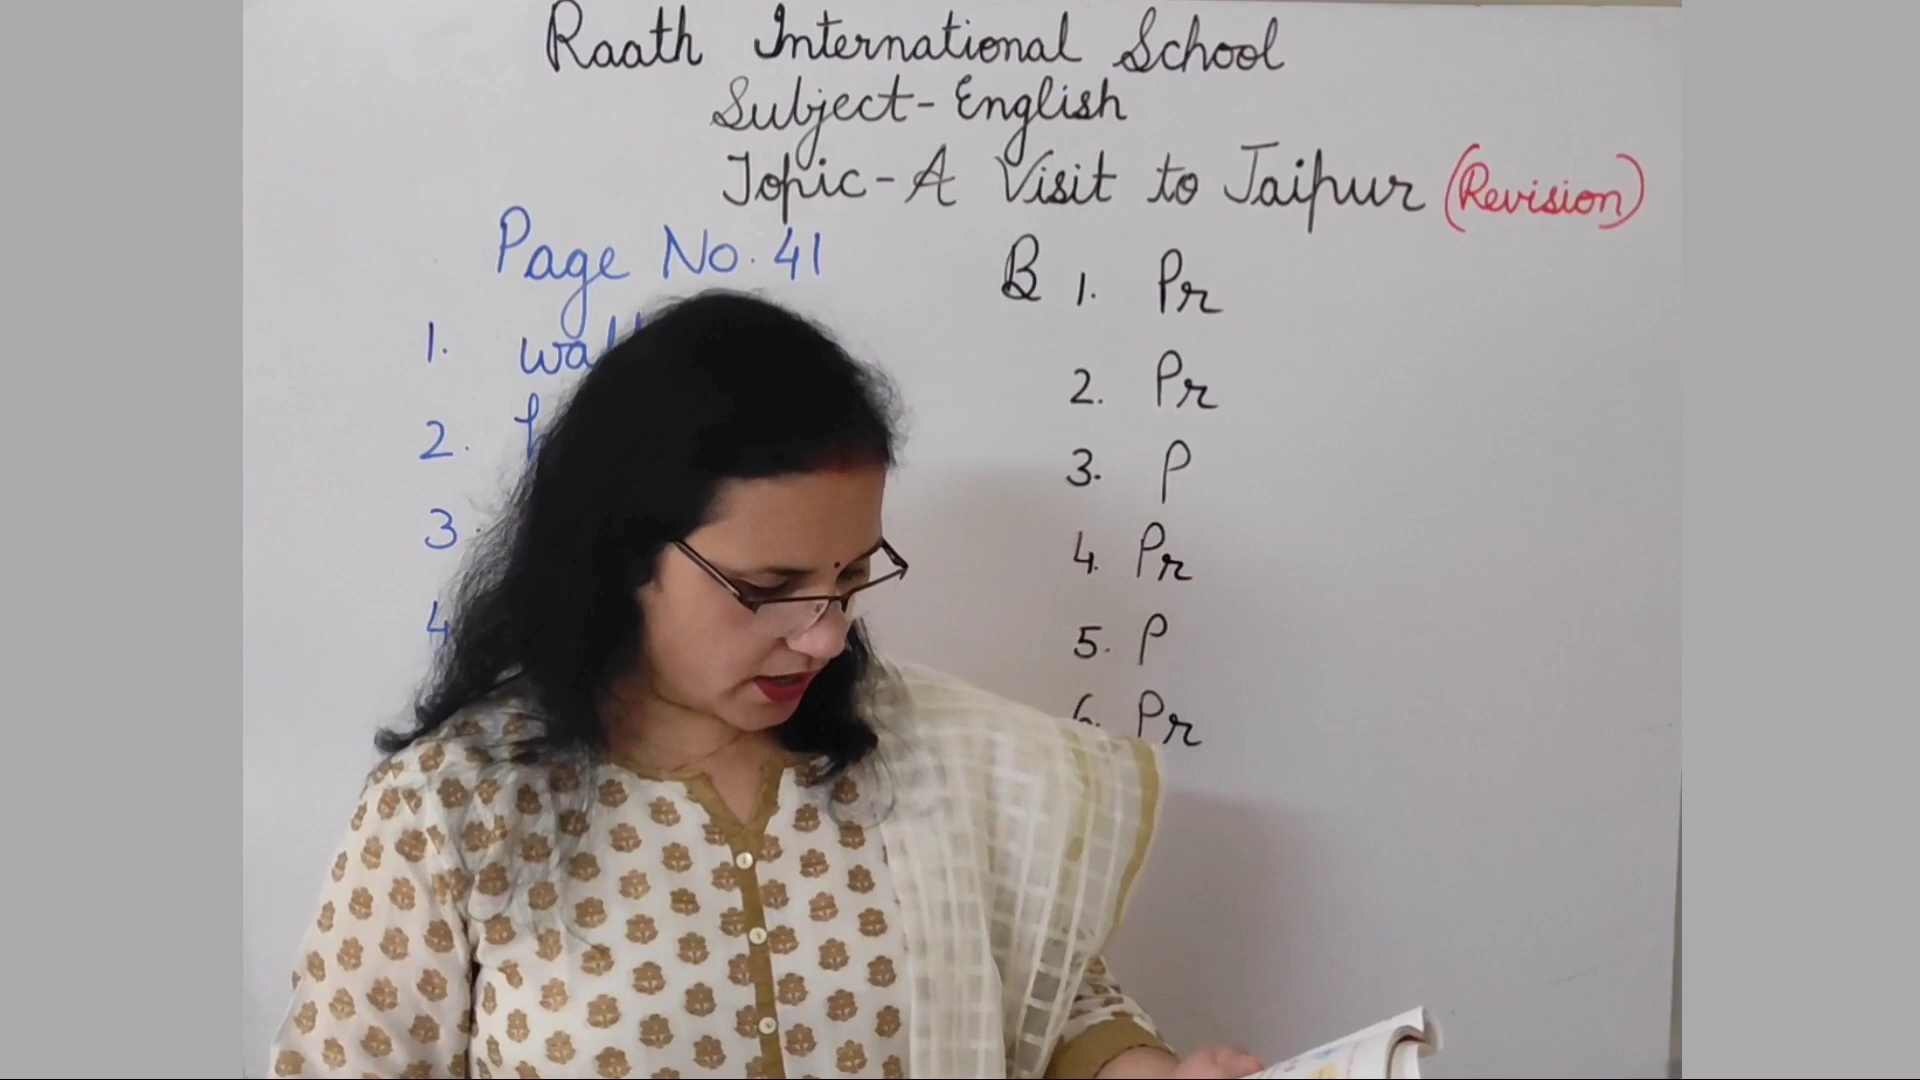 Raath International School
Subject - English
Topic - A Visit to Jaipur (Revision)
Page No. 41
1.
2.
3.
4
B 1. Pr
2. Pr
3. P
4. Pr
5. P
6. Pr